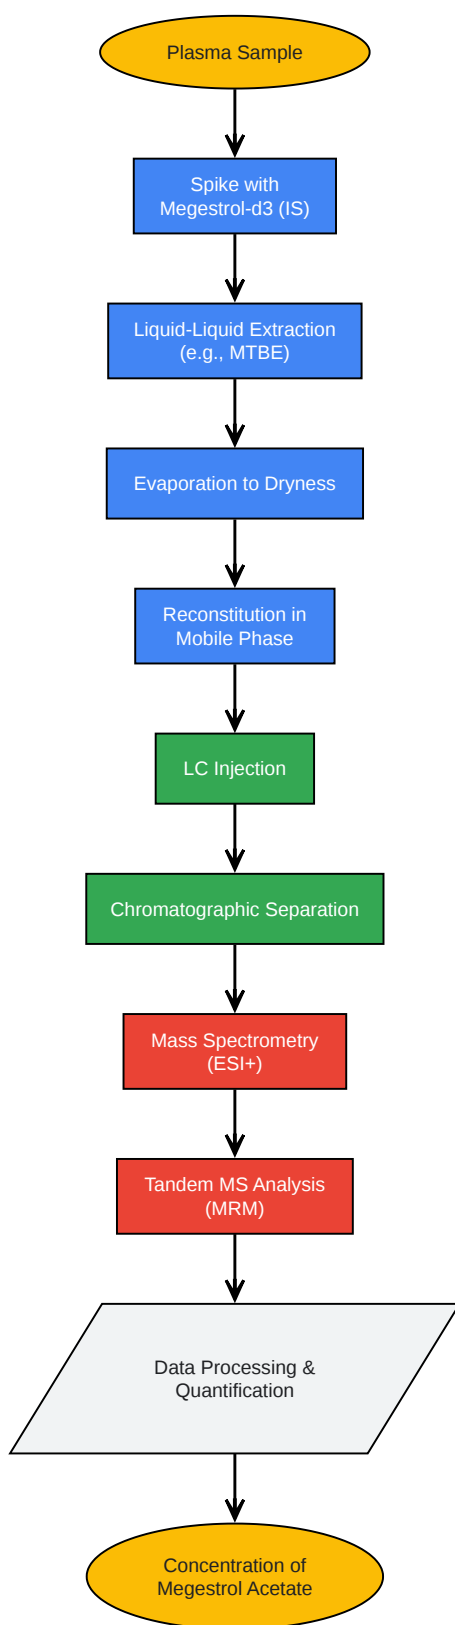 Plasma Sample
Spike with
Megestrol-d3 (IS)
Liquid-Liquid Extraction
(e.g., MTBE)
Evaporation to Dryness
Reconstitution in
Mobile Phase
LC Injection
Chromatographic Separation
Mass Spectrometry
(ESI+)
Tandem MS Analysis
(MRM)
Data Processing &
Quantification
Concentration of
Megestrol Acetate